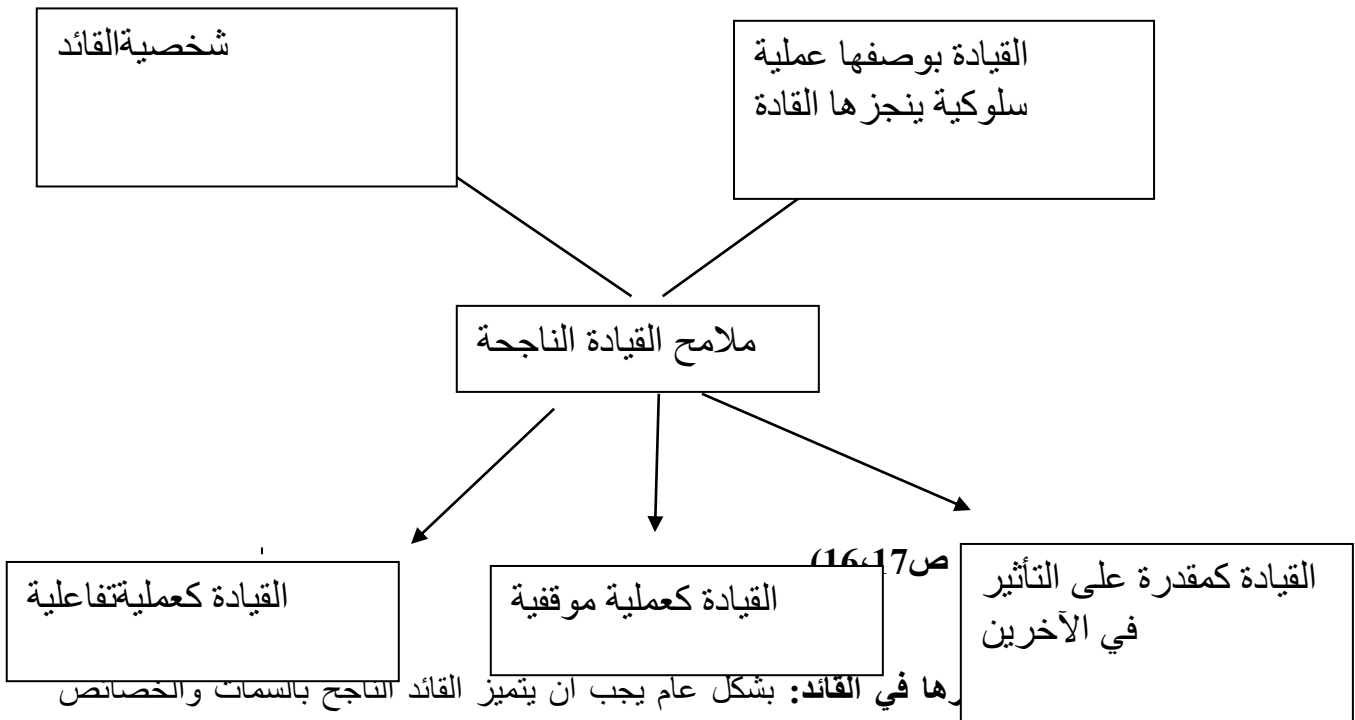 القيادة بوصفها عملية
سلوكية ينجزها القادة
شخصيةالقائد
ملامح القيادة الناجحة
ص16،17)
القيادة كمقدرة على التأثير
في الآخرين
القيادة كعملية موقفية
القيادة كعمليةتفاعلية
في القائد: بشكل عام يجب ان يتميز القائد الناجح بالسمات والخصائص